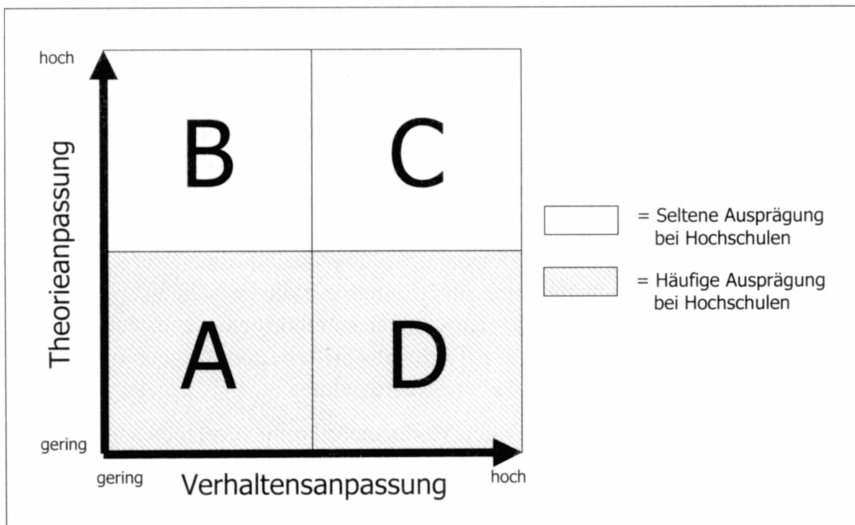 hoch
Theorieanpassung
B
C
A
D
gering
gering
Verhaltensanpassung
hoch
= Seltene Ausprägung
bei Hochschulen
= Häufige Ausprägung
bei Hochschulen